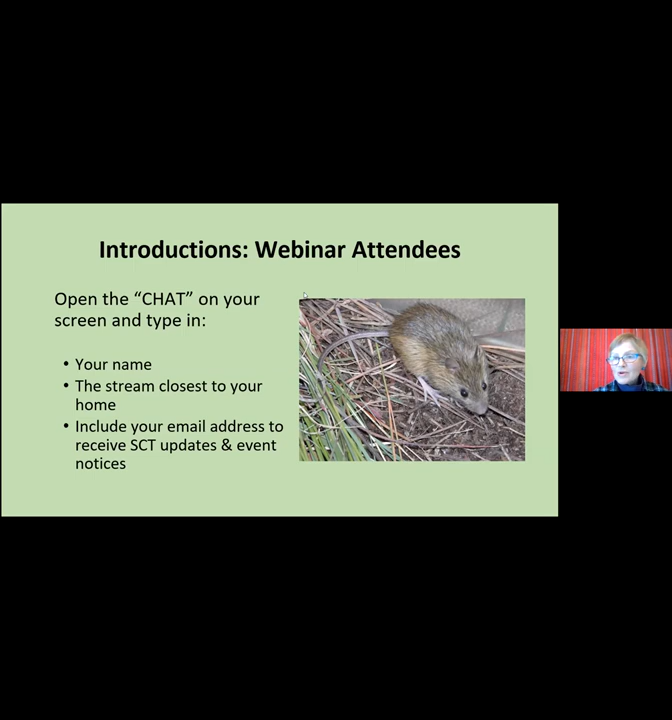 Introductions: Webinar Attendees
Open the “CHAT” on your
screen and type in:
• Your name
• The stream closest to your
home
• Include your email address to
receive SCT updates & event
notices